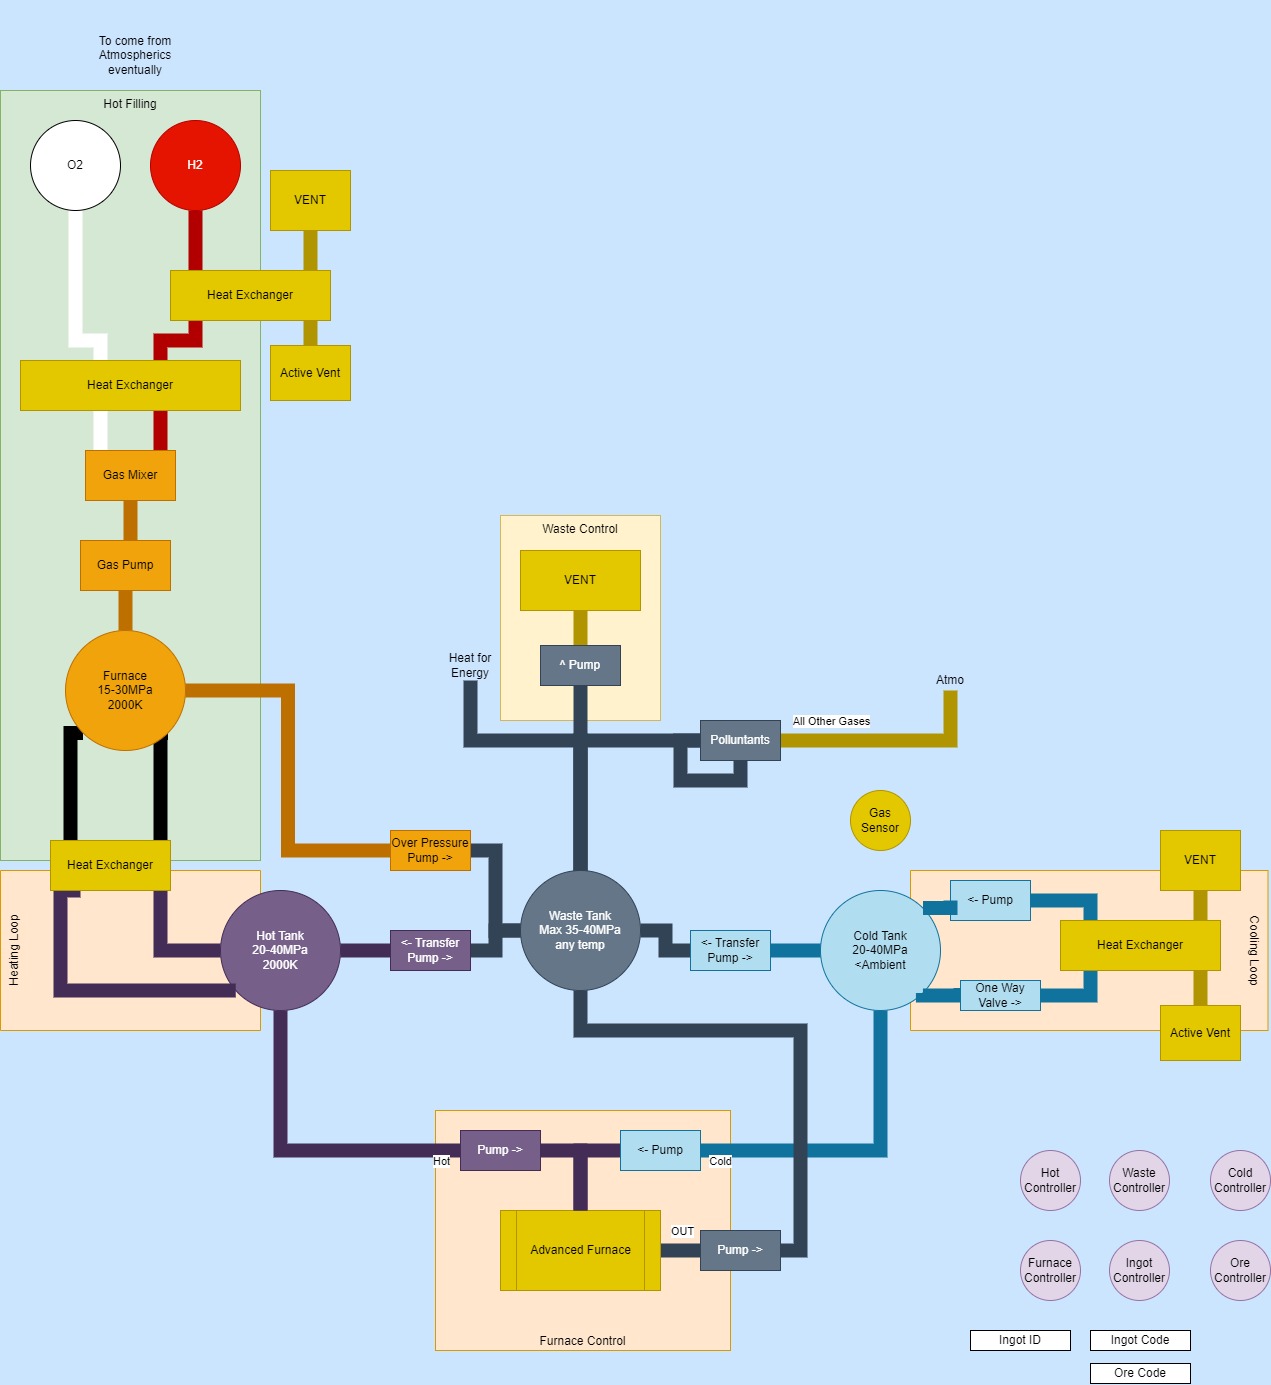 To come from
Atmospherics
eventually
Hot Filling
O2
H2
VENT
Heat Exchanger
Active Vent
Heat Exchanger
Gas Mixer
Gas Pump
Furnace
15-30MPa
2000K
Heat Exchanger
Heating Loop
Hot Tank
20-40MPa
2000K
Over Pressure
Pump ->
<- Transfer
Pump ->
Waste Control
VENT
^ Pump
Heat for
Energy
Polluntants
All Other Gases
Atmo
Waste Tank
Max 35-40MPa
any temp
<- Transfer
Pump ->
Gas
Sensor
Cold Tank
20-40MPa
<Ambient
<- Pump
One Way
Valve ->
VENT
Heat Exchanger
Active Vent
Cooling Loop
Hot
Pump ->
<- Pump
Cold
Advanced Furnace
OUT
Pump ->
Furnace Control
Hot
Controller
Waste
Controller
Cold
Controller
Furnace
Controller
Ingot
Controller
Ore
Controller
Ingot ID
Ingot Code
Ore Code